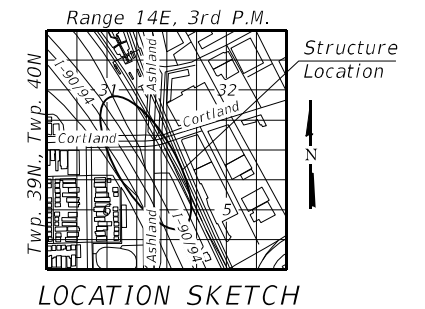 Range 14E, 3rd P.M.
Twp. 39N., Twp. 40N
Structure
Location
I-90/94
Ashland
31
32
Cortland
Cortland
N
6
5
Ashland
I-90/94
LOCATION SKETCH